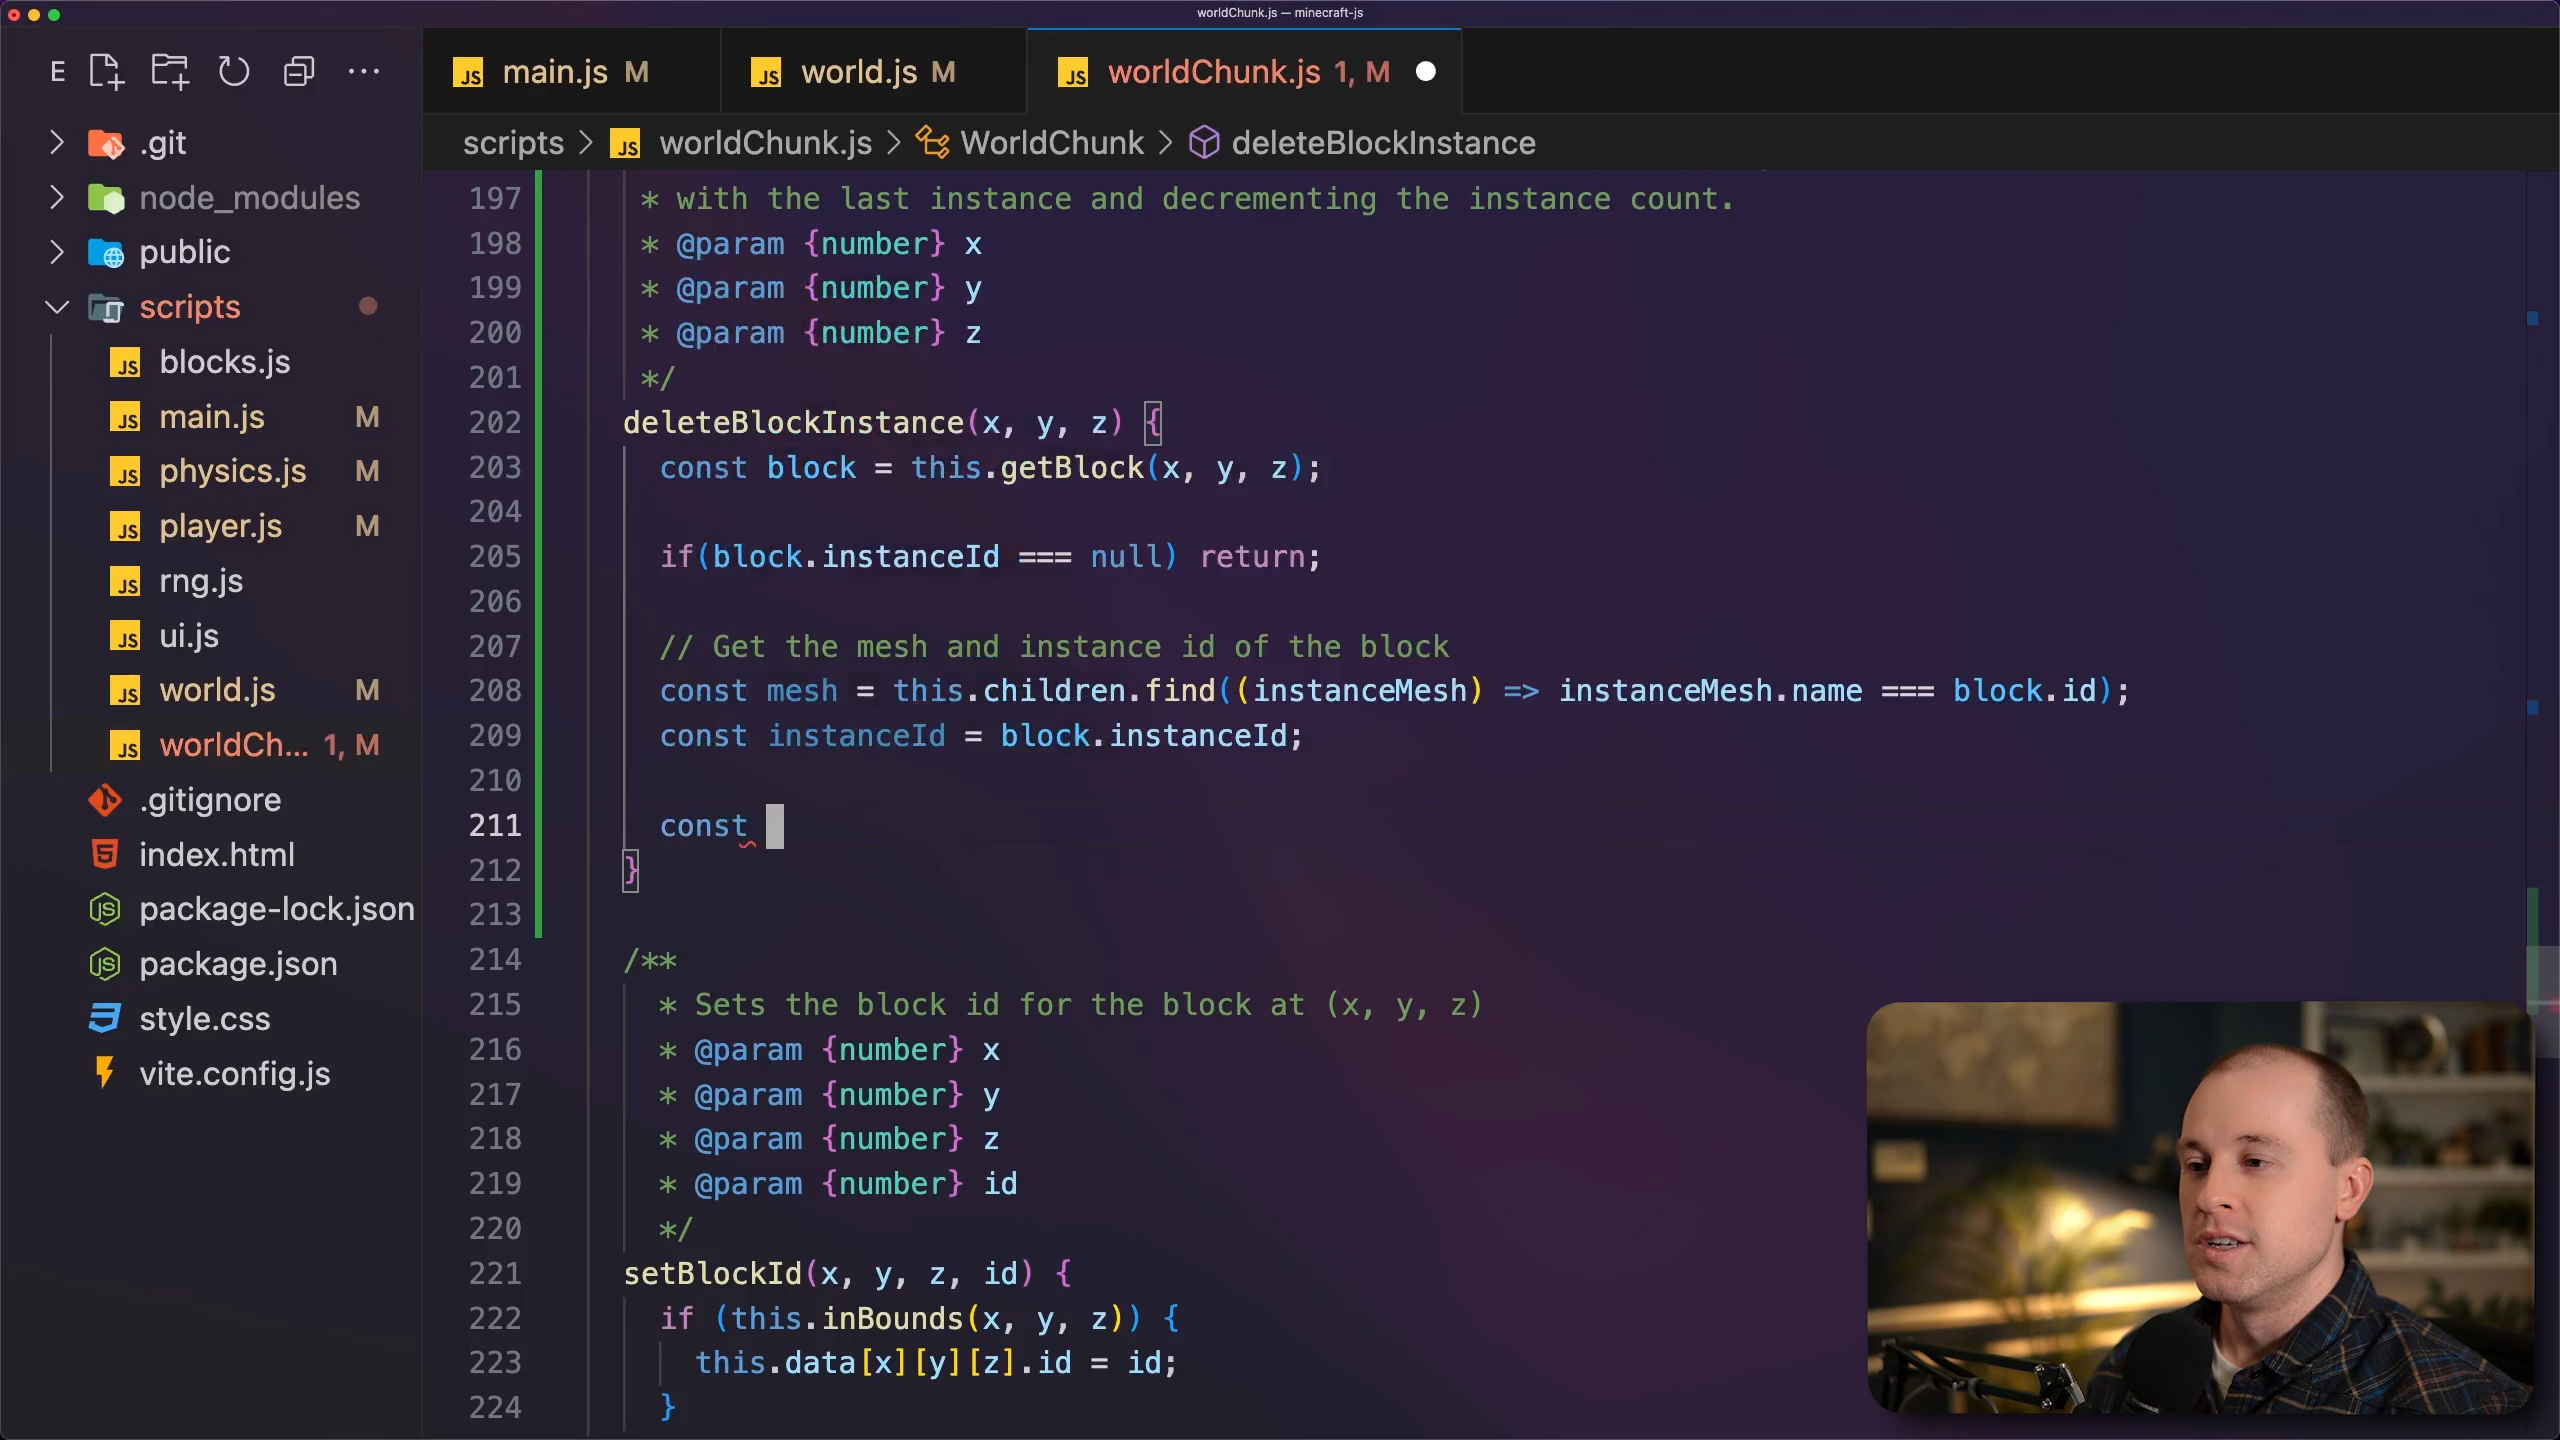 worldChunk.js — minecraft-js
E
main.js M
world.js M
worldChunk.js 1, M
scripts > worldChunk.js > WorldChunk > deleteBlockInstance
.git
node_modules
public
scripts
blocks.js
main.js M
physics.js M
player.js M
rng.js
ui.js
world.js M
worldCh... 1, M
.gitignore
index.html
package-lock.json
package.json
style.css
vite.config.js
197 * with the last instance and decrementing the instance count.
198 * @param {number} x
199 * @param {number} y
200 * @param {number} z
201 */
202 deleteBlockInstance(x, y, z) {
203 const block = this.getBlock(x, y, z);
204
205 if(block.instanceId === null) return;
206
207 // Get the mesh and instance id of the block
208 const mesh = this.children.find((instanceMesh) => instanceMesh.name === block.id);
209 const instanceId = block.instanceId;
210
211 const
212 }
213
214 /**
215 * Sets the block id for the block at (x, y, z)
216 * @param {number} x
217 * @param {number} y
218 * @param {number} z
219 * @param {number} id
220 */
221 setBlockId(x, y, z, id) {
222 if (this.inBounds(x, y, z)) {
223 this.data[x][y][z].id = id;
224 }